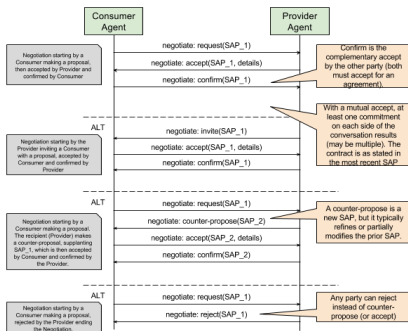 Consumer
Agent
Provider
Agent
negotiate: request(SAP_1)
negotiate: accept(SAP_1, details)
negotiate: confirm(SAP_1)
Negotiation starting by a
Consumer making a proposal,
then accepted by Provider and
confirmed by Consumer
Confirm is the
complementary accept
by the other party (both
must accept for an
agreement).
With a mutual accept, at
least one commitment
on each side of the
conversation results
(may be multiple). The
contract is as stated in
the most recent SAP
ALT
negotiate: invite(SAP_1)
negotiate: accept(SAP_1, details)
negotiate: confirm(SAP_1)
Negotiation starting by the
Provider inviting a Consumer
with a proposal, accepted by
Consumer and confirmed by
Provider
ALT
negotiate: request(SAP_1)
negotiate: counter-propose(SAP_2)
negotiate: accept(SAP_2, details)
negotiate: confirm(SAP_2)
Negotiation starting by a
Consumer making a proposal.
The recipient (Provider) makes
a counter-proposal, supplanting
SAP_1, which is then accepted
by Consumer and confirmed by
the Provider.
A counter-propose is a
new SAP, but it typically
refines or partially
modifies the prior SAP.
ALT
negotiate: request(SAP_1)
negotiate: reject(SAP_1)
Negotiation starting by a
Consumer making a proposal,
rejected by the Provider ending
the Negotiation.
Any party can reject
instead of counter-
propose (or accept)